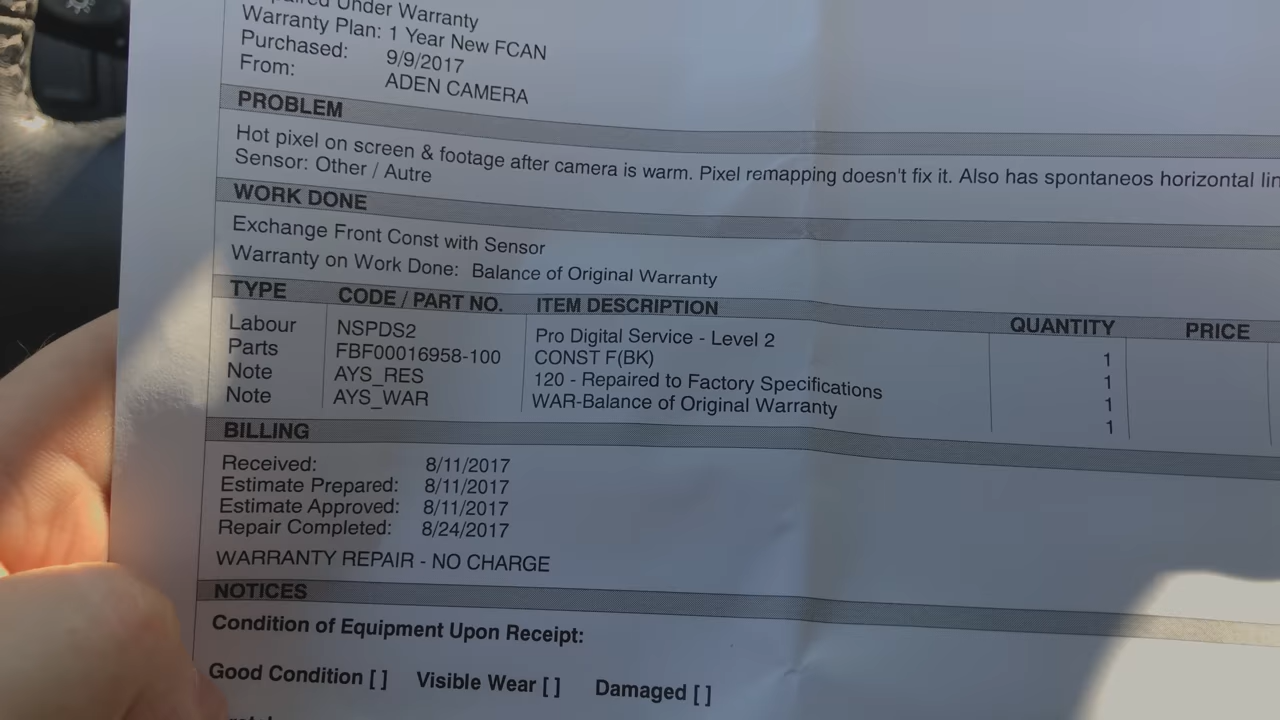 Under Warranty
Warranty Plan: 1 Year New FCAN
Purchased: 9/9/2017
From: ADEN CAMERA
PROBLEM
Hot pixel on screen & footage after camera is warm. Pixel remapping doesn't fix it. Also has spontaneos horizontal lin
Sensor: Other / Autre
WORK DONE
Exchange Front Const with Sensor
Warranty on Work Done: Balance of Original Warranty
TYPE CODE / PART NO. ITEM DESCRIPTION QUANTITY PRICE
Labour NSPDS2 Pro Digital Service - Level 2 1
Parts FBF00016958-100 CONST F(BK) 1
Note AYS_RES 120 - Repaired to Factory Specifications 1
Note AYS_WAR WAR-Balance of Original Warranty 1
BILLING
Received: 8/11/2017
Estimate Prepared: 8/11/2017
Estimate Approved: 8/11/2017
Repair Completed: 8/24/2017
WARRANTY REPAIR - NO CHARGE
NOTICES
Condition of Equipment Upon Receipt:
Good Condition [ ] Visible Wear [ ] Damaged [ ]